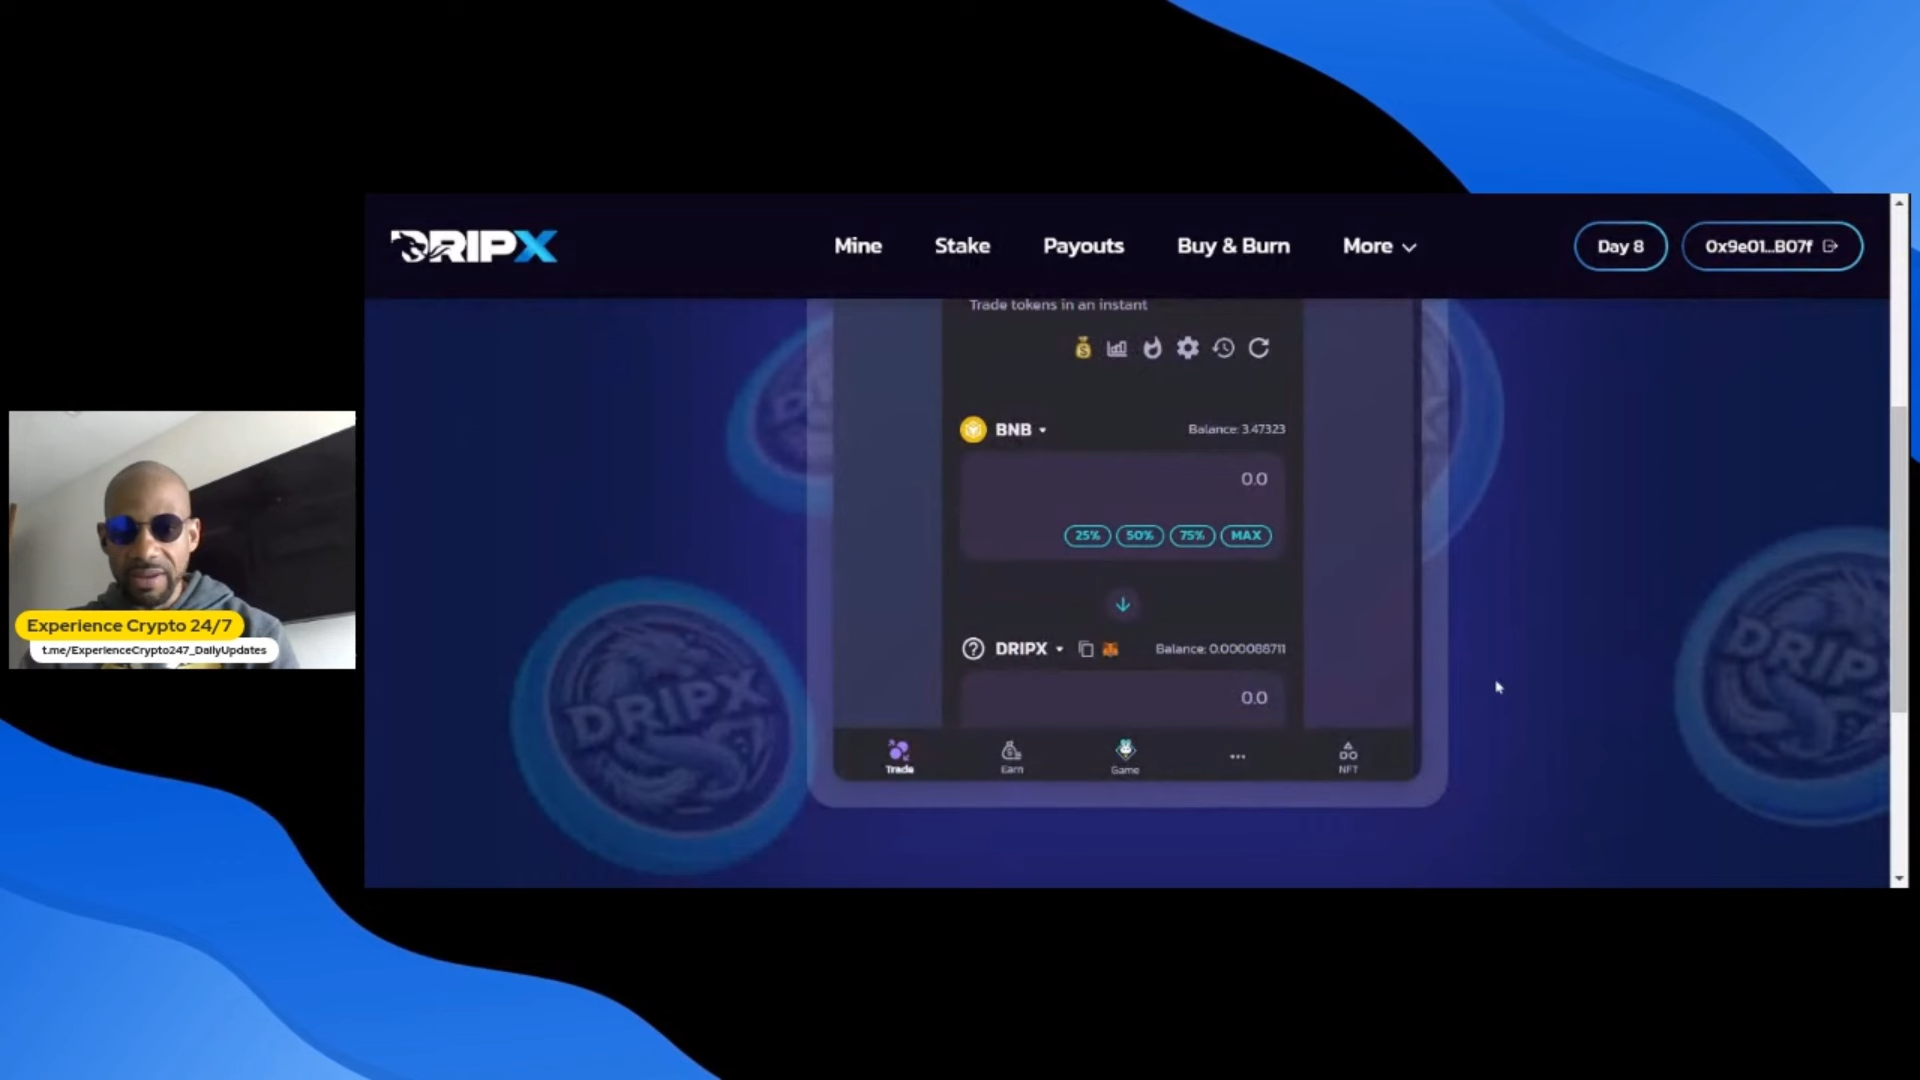 DRIPX
Mine
Stake
Payouts
Buy & Burn
More
Day 8
0x9e01...B07f
Trade tokens in an instant
BNB
Balance: 3.47323
0.0
25%
50%
75%
MAX
DRIPX
Balance: 0.000086711
0.0
Trade
Earn
Game
...
NFT
DRIPX
DRIPX
Experience Crypto 24/7
t.me/ExperienceCrypto247_DailyUpdates